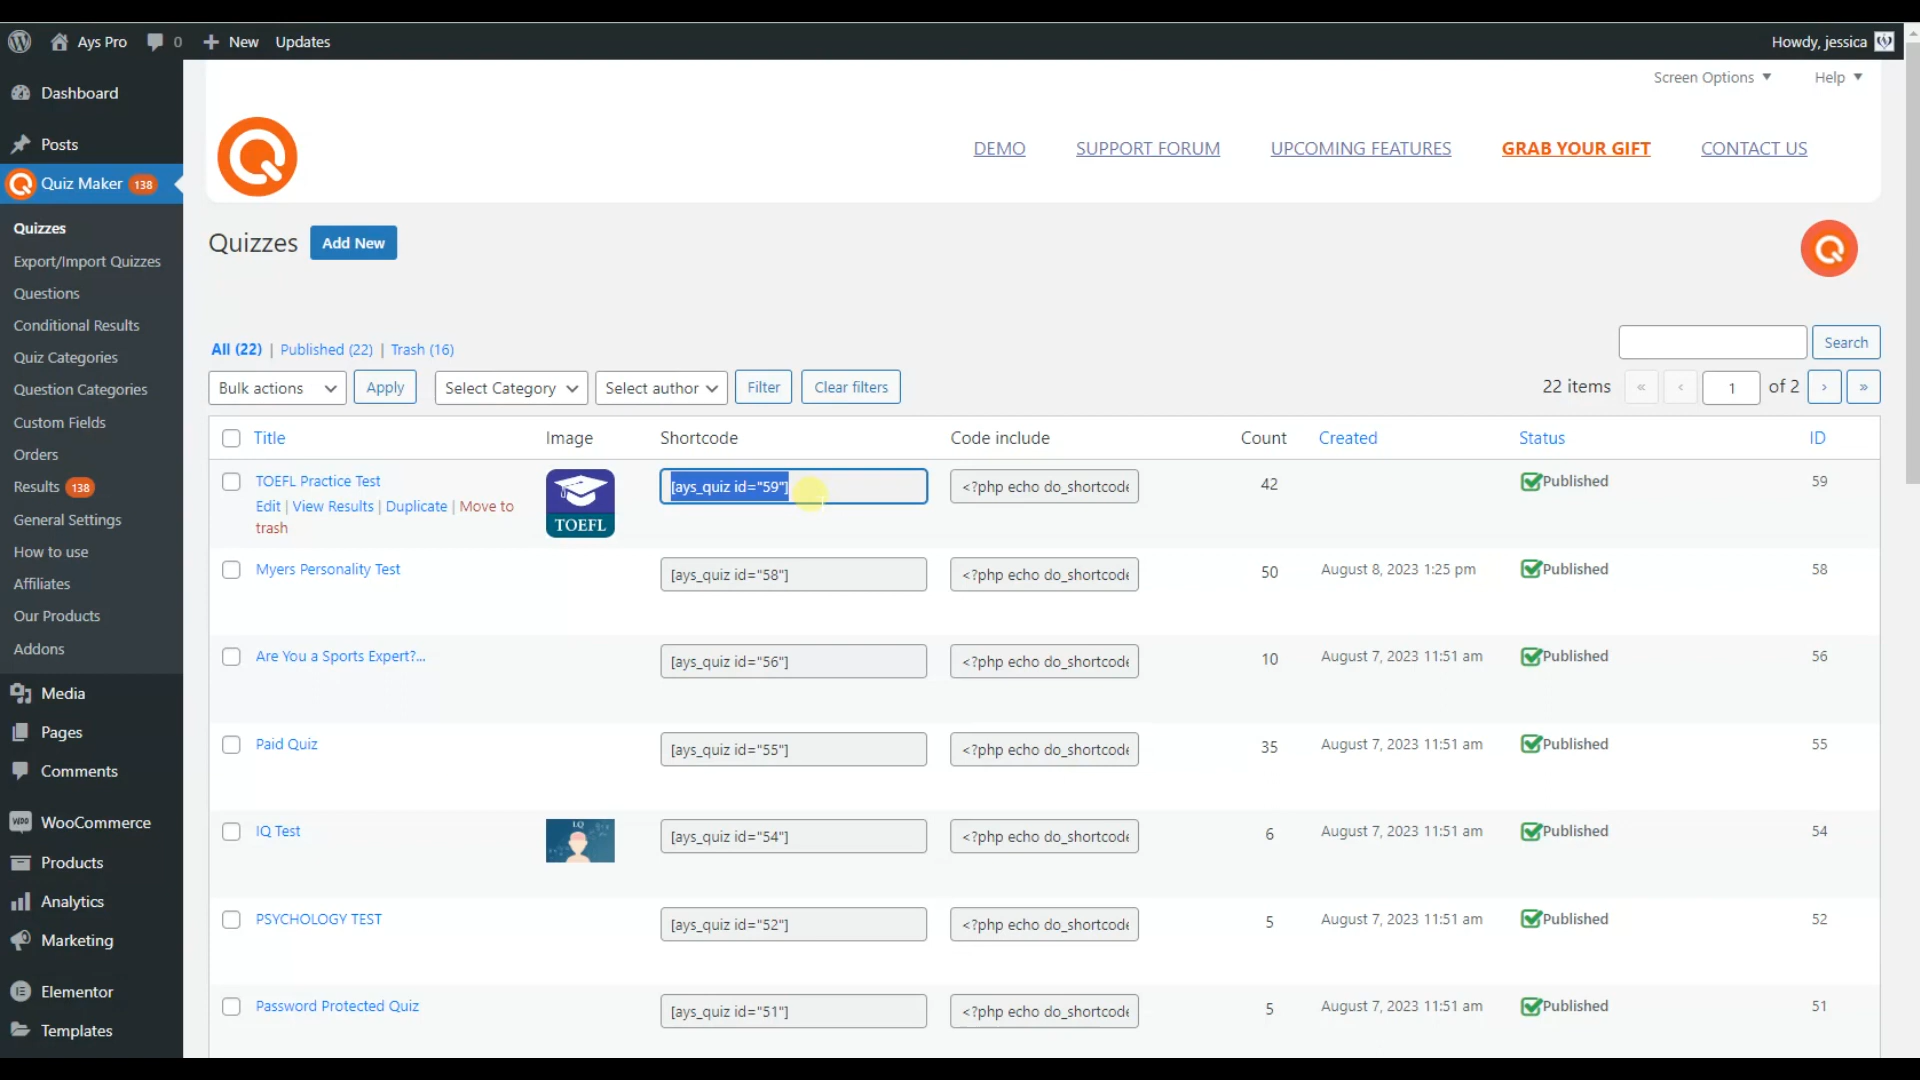 Ays Pro
0
New
Updates
Howdy, jessica
Dashboard
Posts
Quiz Maker 138
Quizzes
Export/Import Quizzes
Questions
Conditional Results
Quiz Categories
Question Categories
Custom Fields
Orders
Results 138
General Settings
How to use
Affiliates
Our Products
Addons
Media
Pages
Comments
WooCommerce
Products
Analytics
Marketing
Elementor
Templates
Screen Options
Help
DEMO
SUPPORT FORUM
UPCOMING FEATURES
GRAB YOUR GIFT
CONTACT US
Quizzes
Add New
All (22) | Published (22) | Trash (16)
Search
Bulk actions
Apply
Select Category
Select author
Filter
Clear filters
22 items
«
‹
1
of 2
›
»
Title Image Shortcode Code include Count Created Status ID
TOEFL Practice Test
Edit | View Results | Duplicate | Move to
trash
TOEFL
[ays_quiz id="59"]
<?php echo do_shortcode
42
Published
59
Myers Personality Test
[ays_quiz id="58"]
<?php echo do_shortcode
50
August 8, 2023 1:25 pm
Published
58
Are You a Sports Expert?...
[ays_quiz id="56"]
<?php echo do_shortcode
10
August 7, 2023 11:51 am
Published
56
Paid Quiz
[ays_quiz id="55"]
<?php echo do_shortcode
35
August 7, 2023 11:51 am
Published
55
IQ Test
I.Q
[ays_quiz id="54"]
<?php echo do_shortcode
6
August 7, 2023 11:51 am
Published
54
PSYCHOLOGY TEST
[ays_quiz id="52"]
<?php echo do_shortcode
5
August 7, 2023 11:51 am
Published
52
Password Protected Quiz
[ays_quiz id="51"]
<?php echo do_shortcode
5
August 7, 2023 11:51 am
Published
51